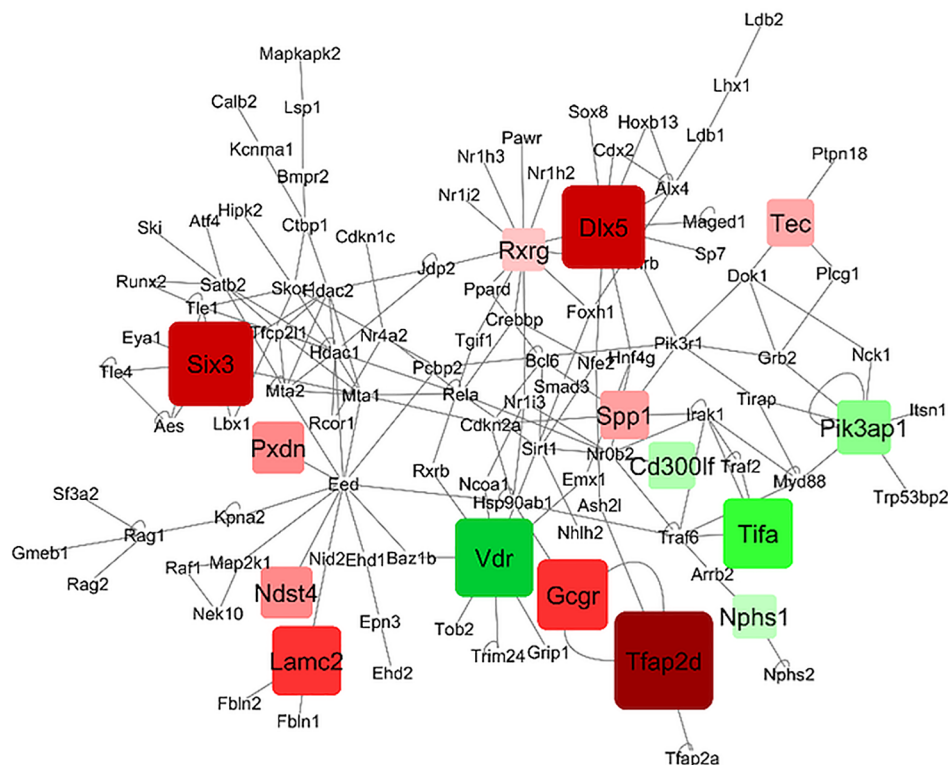 Ldb2
Mapkapk2
Lhx1
Calb2
Lsp1
Sox8
Hoxb13
Ldb1
Pawr
Kcnma1
Cdx2
Ptpn18
Nr1h3
Bmpr2
Nr1h2
Alx4
Nr1i2
Hipk2
Atf4
Ski
Ctbp1
Cdkn1c
Dlx5
Maged1
Tec
Rxrg
Sp7
Jdp2
Dok1
Plcg1
Runx2
Satb2
Hdac2
Ppard
Tle1
Foxh1
Crebbp
Tfcp2l1
Nr4a2
Eya1
Tgif1
Pik3r1
Hdac1
Bcl6
Nfe2
Hnf4g
Grb2
Nck1
Six3
Pcbp2
Tle4
Smad3
Mta2
Mta1
Rela
Nr1i3
Tirap
Spp1
Irak1
Itsn1
Aes
Lbx1
Rcor1
Cdkn2a
Pik3ap1
Pxdn
Sirt1
Nr0b2
Cd300lf
Traf2
Rxrb
Eed
Ncoa1
Emx1
Myd88
Sf3a2
Hsp90ab1
Ash2l
Trp53bp2
Kpna2
Rag1
Nhlh2
Traf6
Tifa
Gmeb1
Nid2
Ehd1
Baz1b
Vdr
Raf1
Map2k1
Rag2
Arrb2
Ndst4
Gcgr
Nek10
Epn3
Nphs1
Tob2
Trim24
Grip1
Lamc2
Tfap2d
Ehd2
Nphs2
Fbln2
Fbln1
Tfap2a